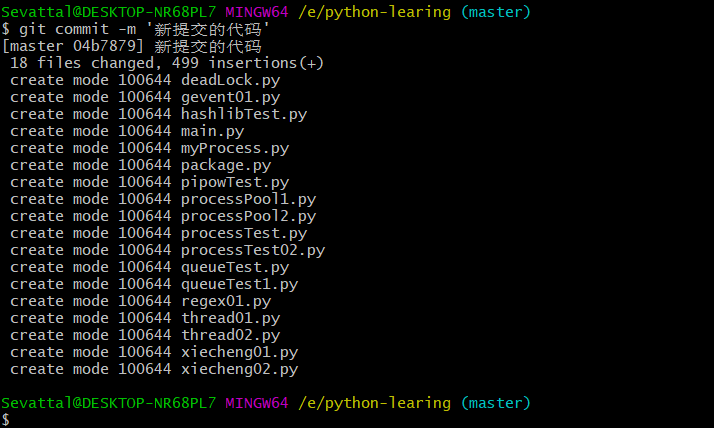 Sevattal@DESKTOP-NR68PL7 MINGW64 /e/python-learing (master)
$ git commit -m '新提交的代码'
[master 04b7879] 新提交的代码
 18 files changed, 499 insertions(+)
 create mode 100644 deadLock.py
 create mode 100644 gevent01.py
 create mode 100644 hashlibTest.py
 create mode 100644 main.py
 create mode 100644 myProcess.py
 create mode 100644 package.py
 create mode 100644 pipowTest.py
 create mode 100644 processPool1.py
 create mode 100644 processPool2.py
 create mode 100644 processTest.py
 create mode 100644 processTest02.py
 create mode 100644 queueTest.py
 create mode 100644 queueTest1.py
 create mode 100644 regex01.py
 create mode 100644 thread01.py
 create mode 100644 thread02.py
 create mode 100644 xiecheng01.py
 create mode 100644 xiecheng02.py
Sevattal@DESKTOP-NR68PL7 MINGW64 /e/python-learing (master)
$